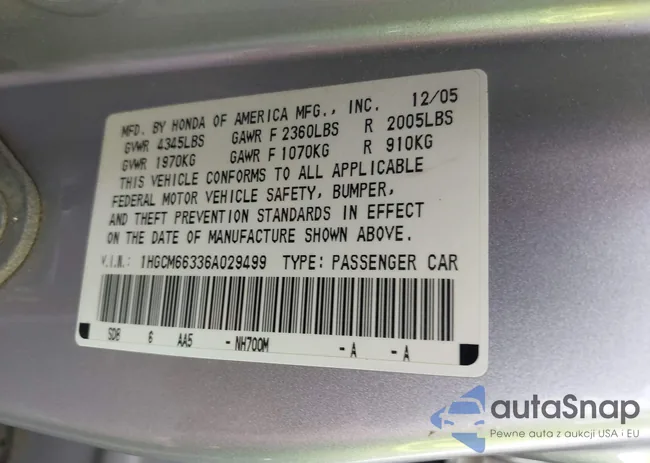 MFD. BY HONDA OF AMERICA MFG., INC. 12/05
GVWR 4345LBS GAWR F 2360LBS R 2005LBS
GVWR 1970KG GAWR F 1070KG R 910KG
THIS VEHICLE CONFORMS TO ALL APPLICABLE
FEDERAL MOTOR VEHICLE SAFETY, BUMPER,
AND THEFT PREVENTION STANDARDS IN EFFECT
ON THE DATE OF MANUFACTURE SHOWN ABOVE.
V.I.N.: 1HGCM66336A029499 TYPE: PASSENGER CAR
SD8 6 AA5 - NH700M - A - A
autaSnap
Pewne auta z aukcji USA i EU